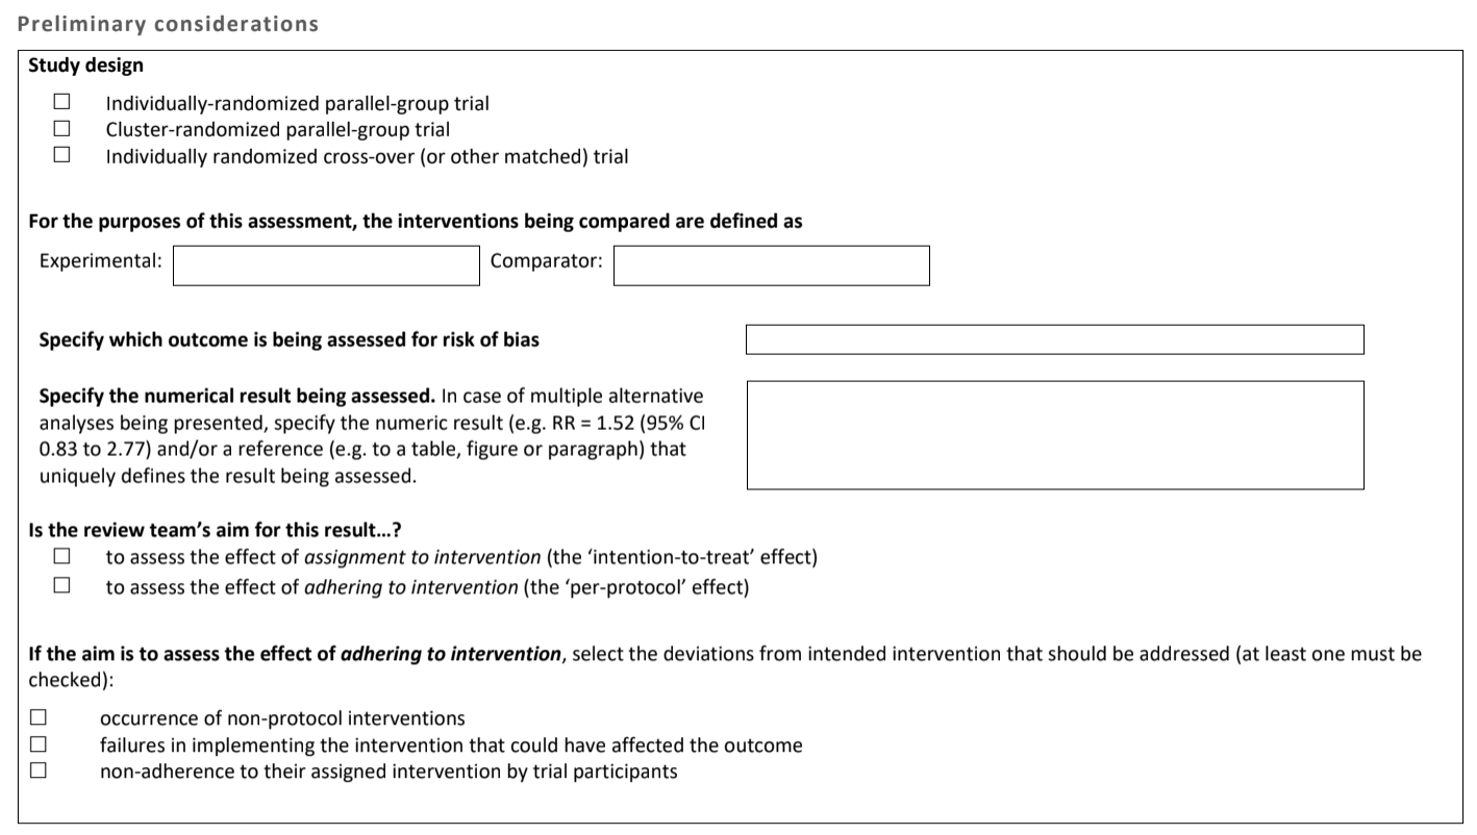 Preliminary considerations
Study design
☐ Individually-randomized parallel-group trial
☐ Cluster-randomized parallel-group trial
☐ Individually randomized cross-over (or other matched) trial
For the purposes of this assessment, the interventions being compared are defined as
Experimental: Comparator:
Specify which outcome is being assessed for risk of bias
Specify the numerical result being assessed. In case of multiple alternative
analyses being presented, specify the numeric result (e.g. RR = 1.52 (95% CI
0.83 to 2.77) and/or a reference (e.g. to a table, figure or paragraph) that
uniquely defines the result being assessed.
Is the review team’s aim for this result…?
☐ to assess the effect of assignment to intervention (the ‘intention-to-treat’ effect)
☐ to assess the effect of adhering to intervention (the ‘per-protocol’ effect)
If the aim is to assess the effect of adhering to intervention, select the deviations from intended intervention that should be addressed (at least one must be
checked):
☐ occurrence of non-protocol interventions
☐ failures in implementing the intervention that could have affected the outcome
☐ non-adherence to their assigned intervention by trial participants